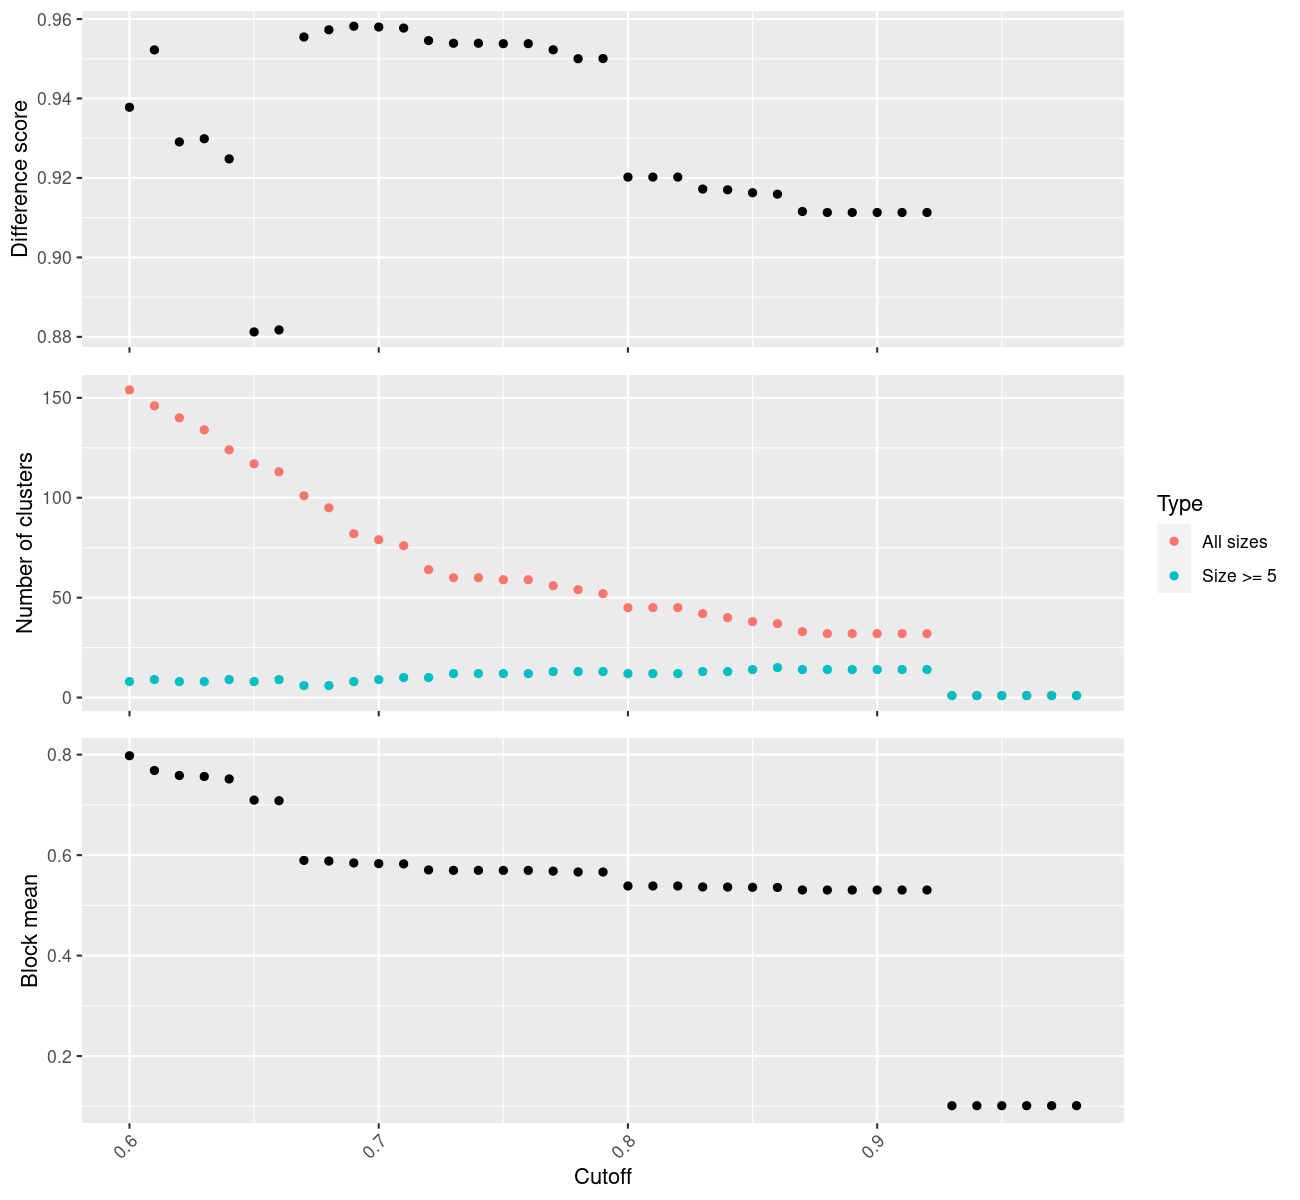 0.96
0.94
0.92
0.90
0.88
Difference score
150
100
50
0
Number of clusters
Type
All sizes
Size >= 5
0.8
0.6
0.4
0.2
Block mean
0.6 0.7 0.8 0.9
Cutoff